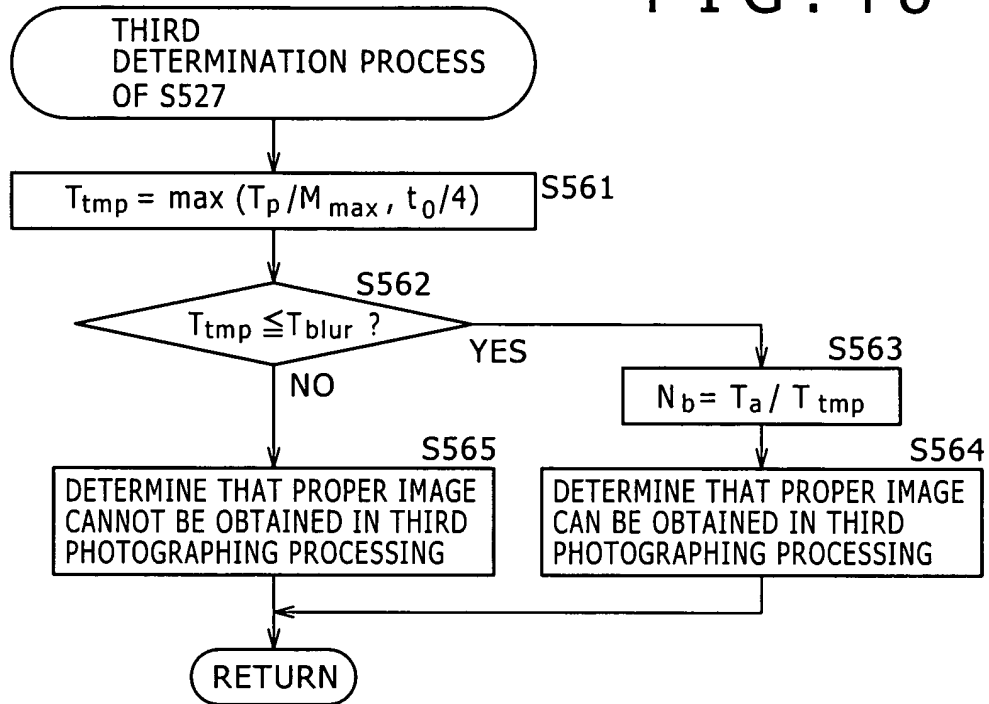 THIRD
DETERMINATION PROCESS
OF S527
T_tmp = max (T_p/M_max, t_0/4)
S561
S562
T_tmp ≦ T_blur ?
YES
NO
S563
N_b = T_a / T_tmp
S565
S564
DETERMINE THAT PROPER IMAGE
CANNOT BE OBTAINED IN THIRD
PHOTOGRAPHING PROCESSING
DETERMINE THAT PROPER IMAGE
CAN BE OBTAINED IN THIRD
PHOTOGRAPHING PROCESSING
RETURN